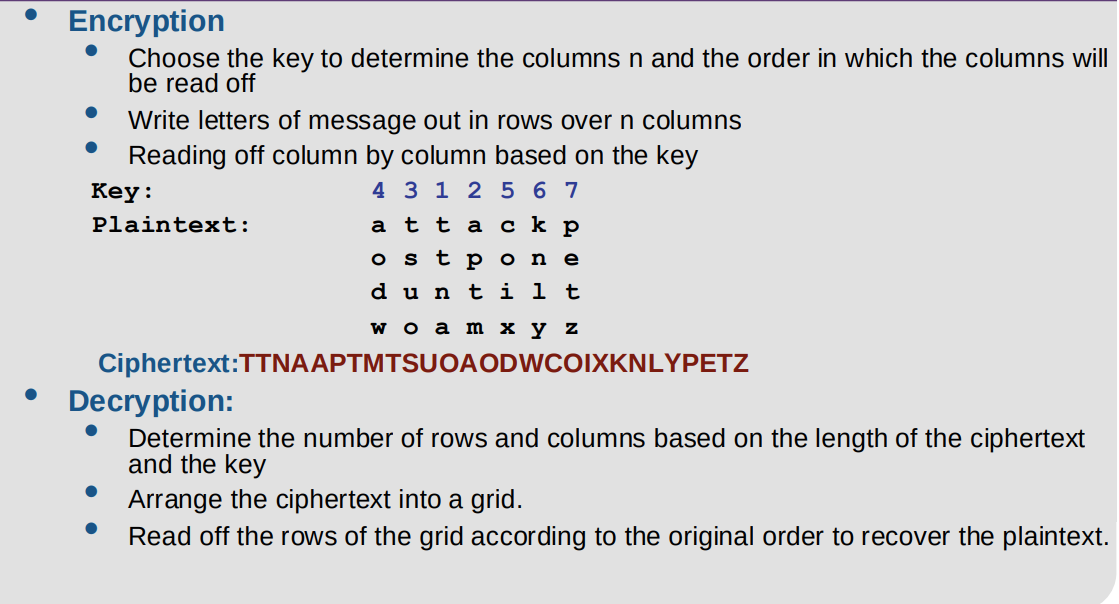 • Encryption
• Choose the key to determine the columns n and the order in which the columns will
be read off
• Write letters of message out in rows over n columns
• Reading off column by column based on the key
Key: 4 3 1 2 5 6 7
Plaintext: a t t a c k p
o s t p o n e
d u n t i l t
w o a m x y z
Ciphertext:TTNAAPTMTSUOAODWCOIXKNLYPETZ
• Decryption:
• Determine the number of rows and columns based on the length of the ciphertext
and the key
• Arrange the ciphertext into a grid.
• Read off the rows of the grid according to the original order to recover the plaintext.